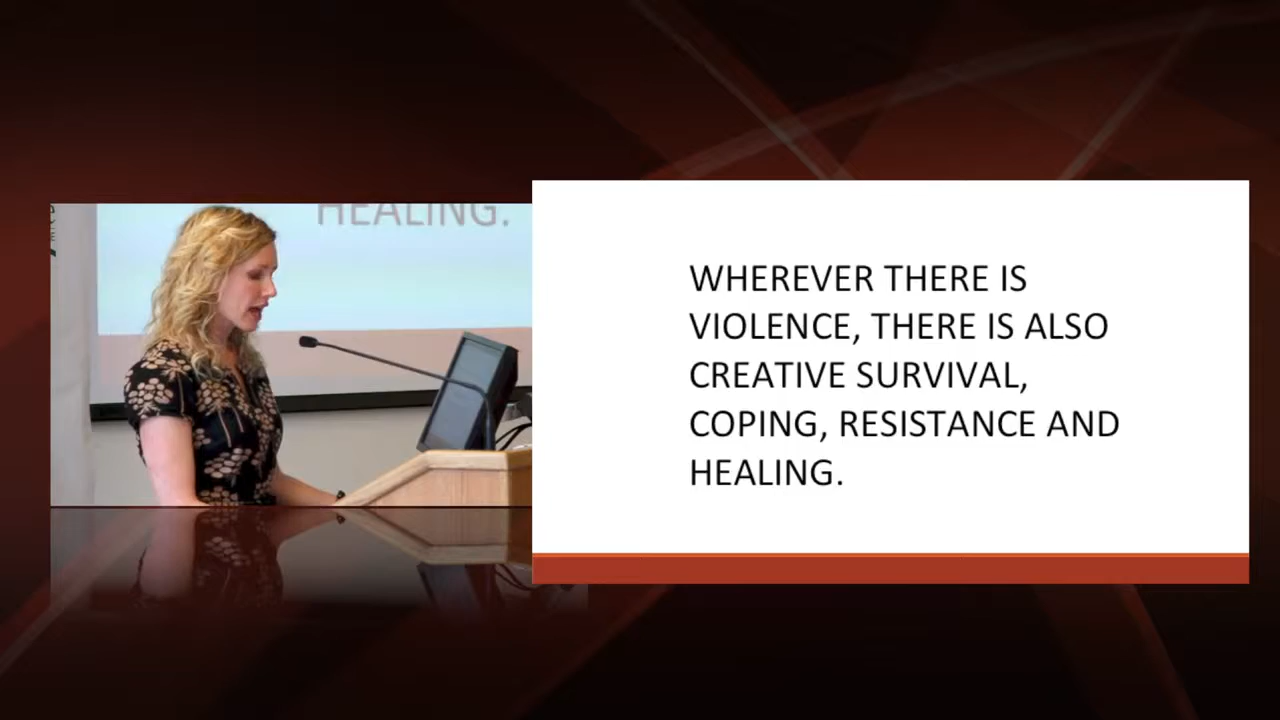 HEALING.
WHEREVER THERE IS
VIOLENCE, THERE IS ALSO
CREATIVE SURVIVAL,
COPING, RESISTANCE AND
HEALING.